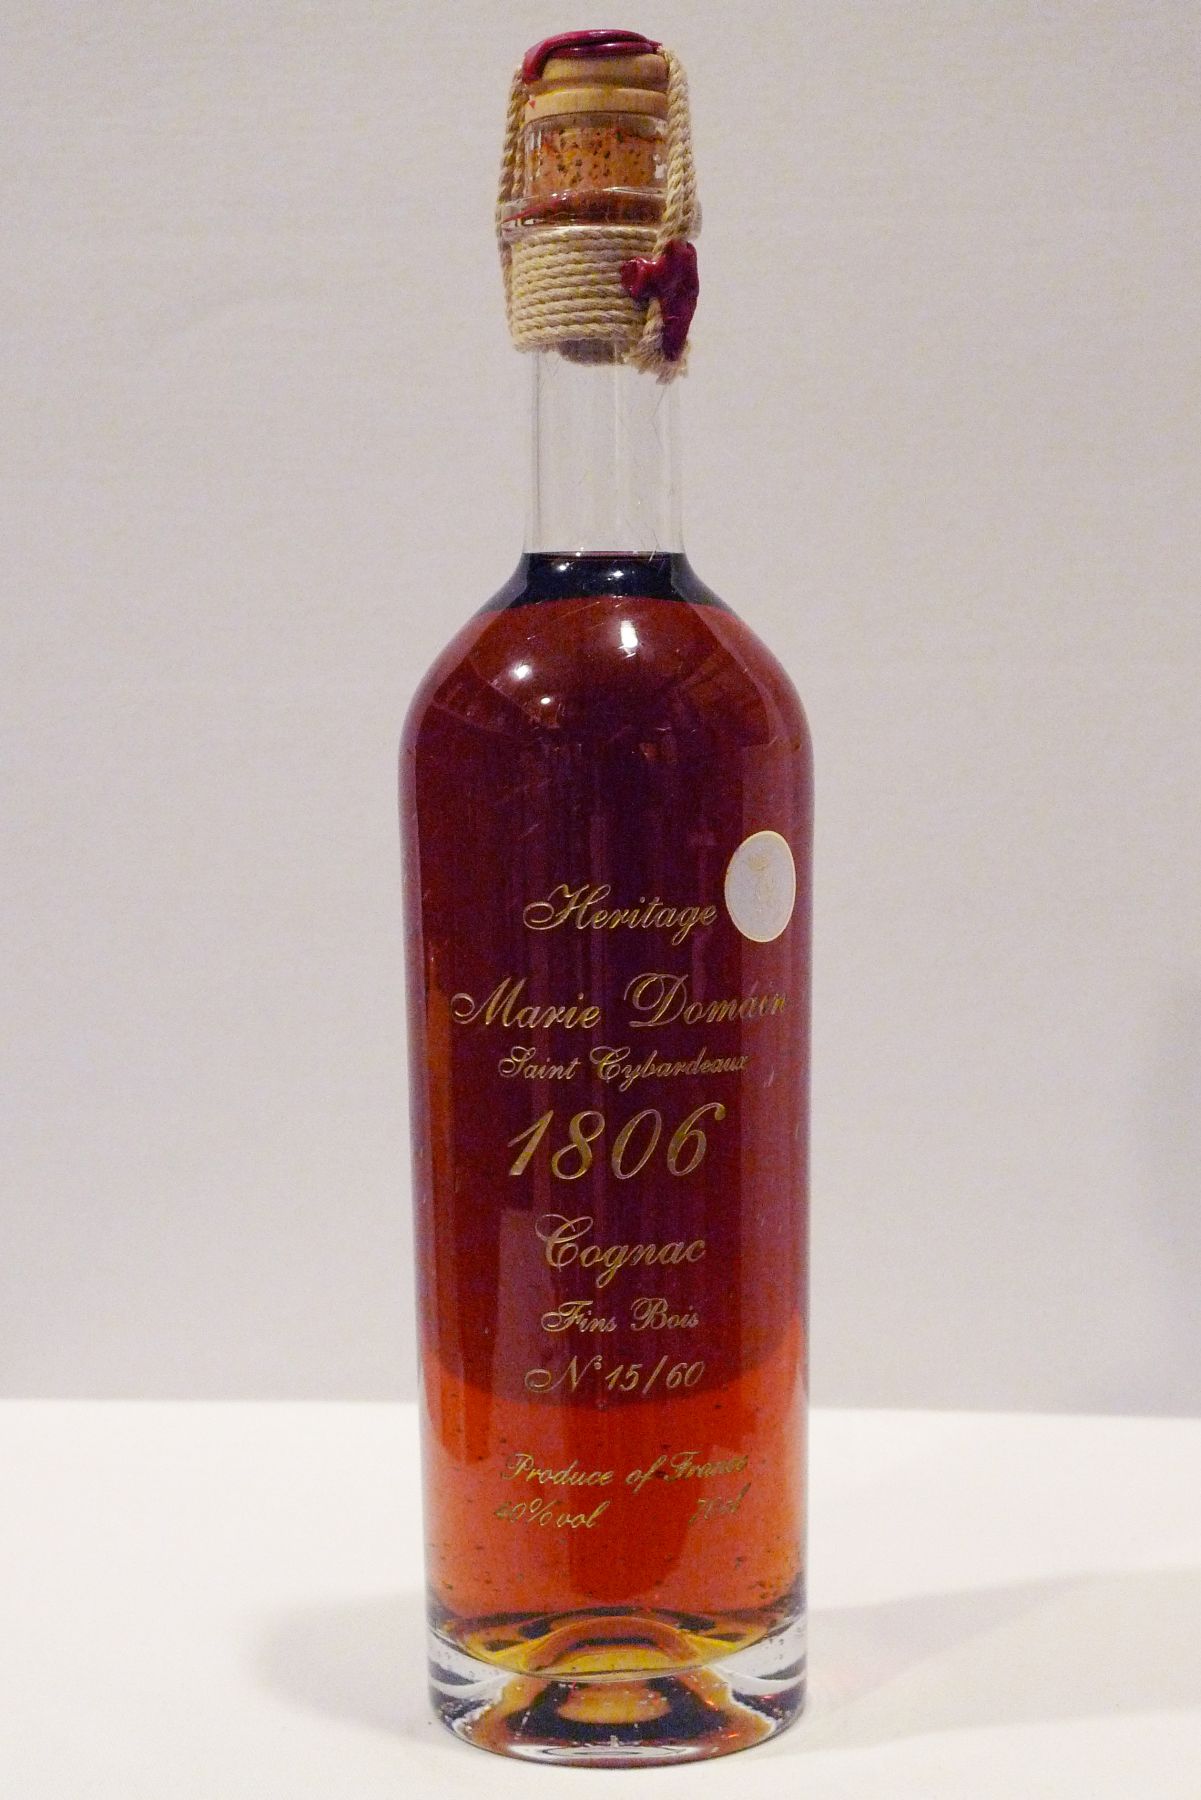 Heritage
Marie Domain
Saint Cybardeaux
1806
Cognac
Fins Bois
N° 15/60
Produce of France
40% vol 70cl